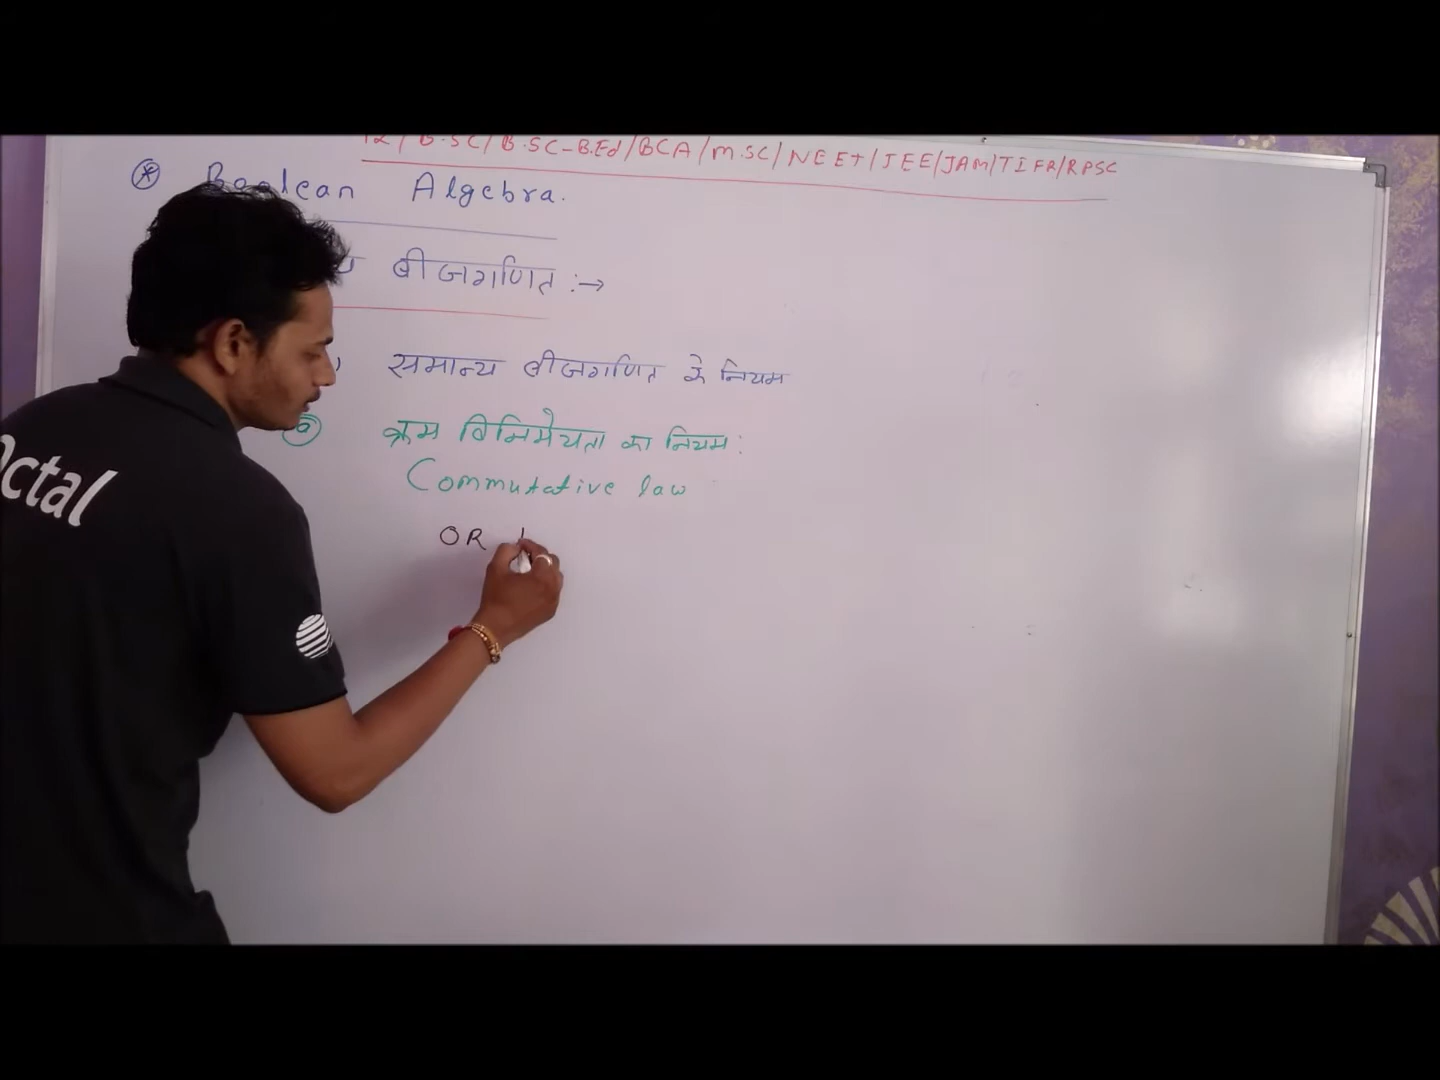 12/B.SC/B.SC-B.Ed/BCA/M.SC/NEET/JEE/JAM/TIFR/RPSC
Boolean Algebra.
बीजगणित :→
समान्य बीजगणित के नियम
ⓐ क्रम विनिमेयता का नियम:
Commutative law
OR
ctal